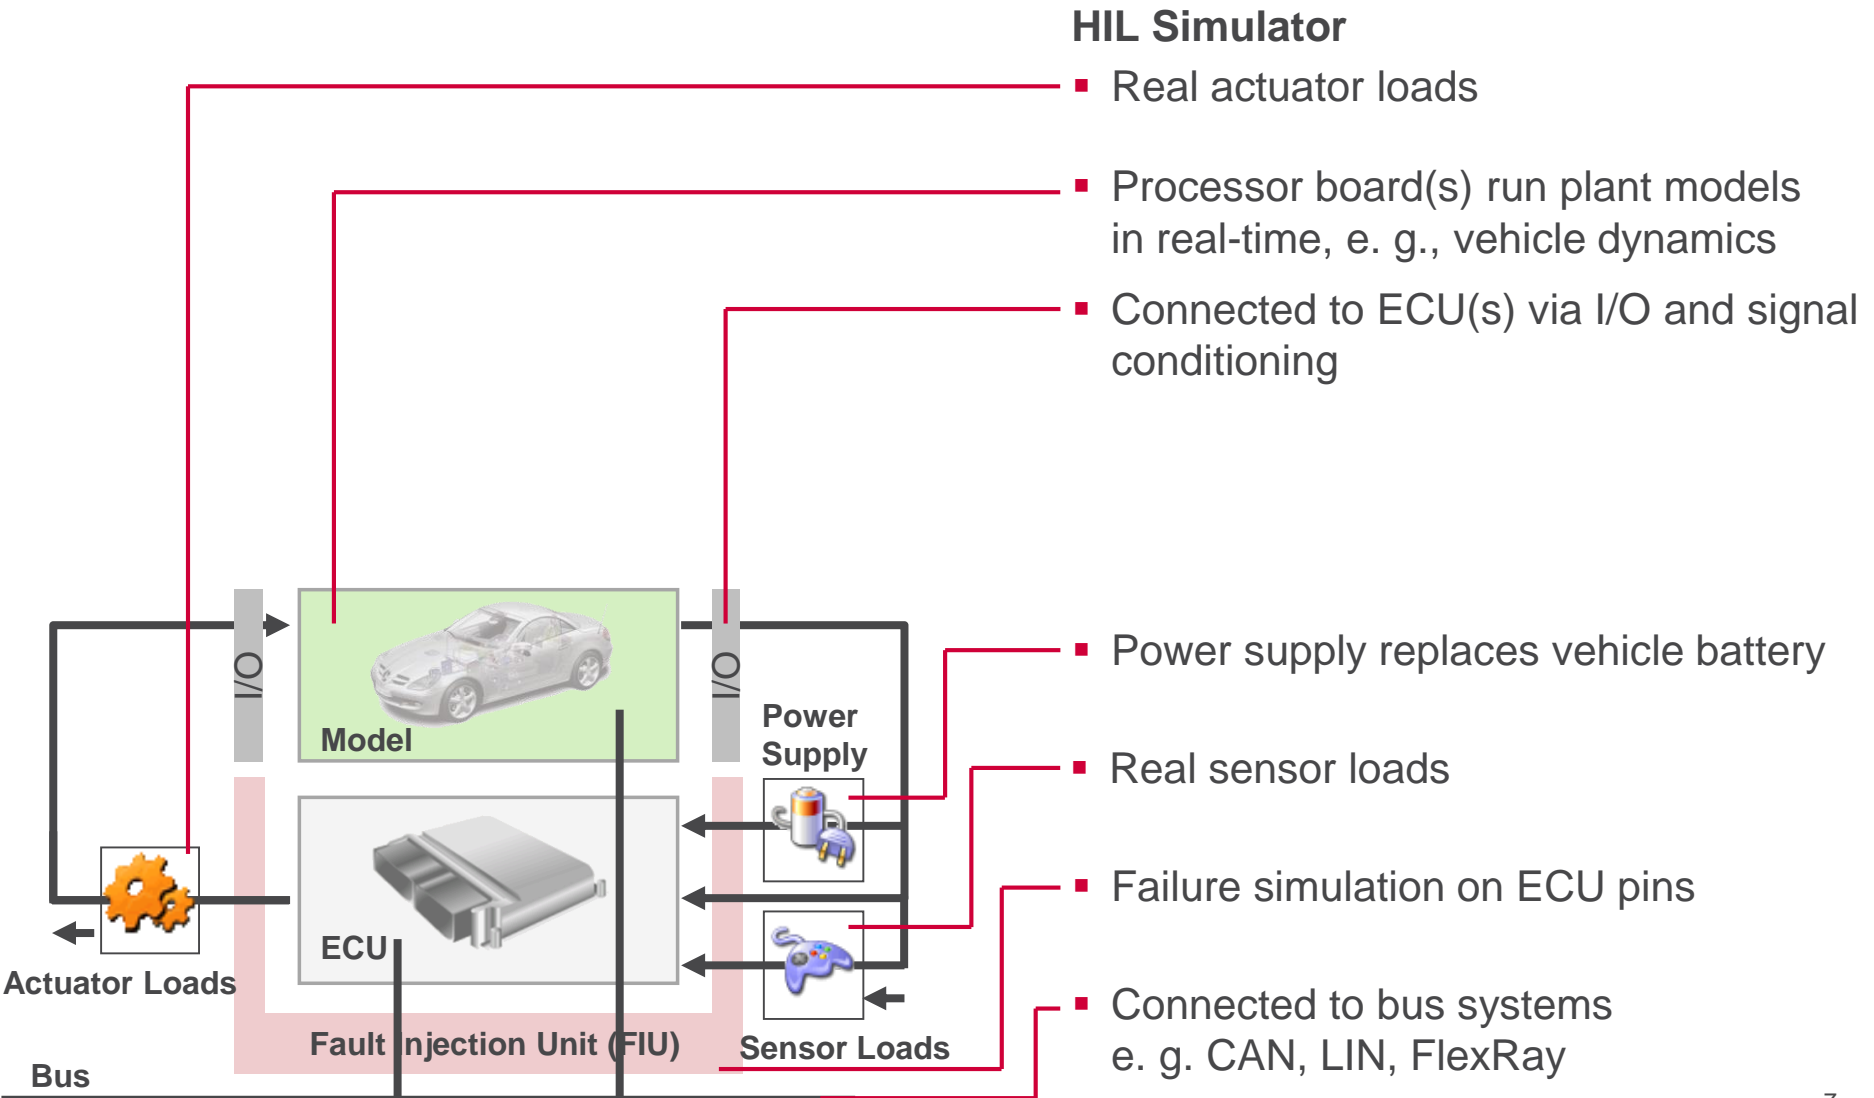 HIL Simulator
Real actuator loads
Processor board(s) run plant models
in real-time, e. g., vehicle dynamics
Connected to ECU(s) via I/O and signal
conditioning
Power supply replaces vehicle battery
Real sensor loads
Failure simulation on ECU pins
Connected to bus systems
e. g. CAN, LIN, FlexRay
I/O
Model
I/O
Power
Supply
ECU
Actuator Loads
Fault Injection Unit (FIU)
Sensor Loads
Bus